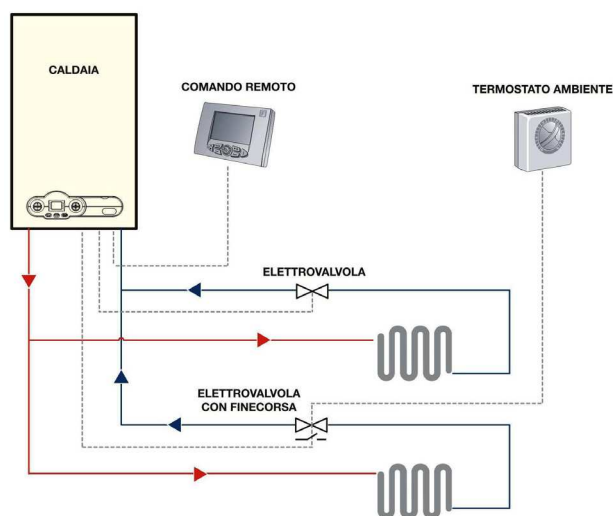 CALDAIA
COMANDO REMOTO
TERMOSTATO AMBIENTE
ELETTROVALVOLA
ELETTROVALVOLA
CON FINECORSA